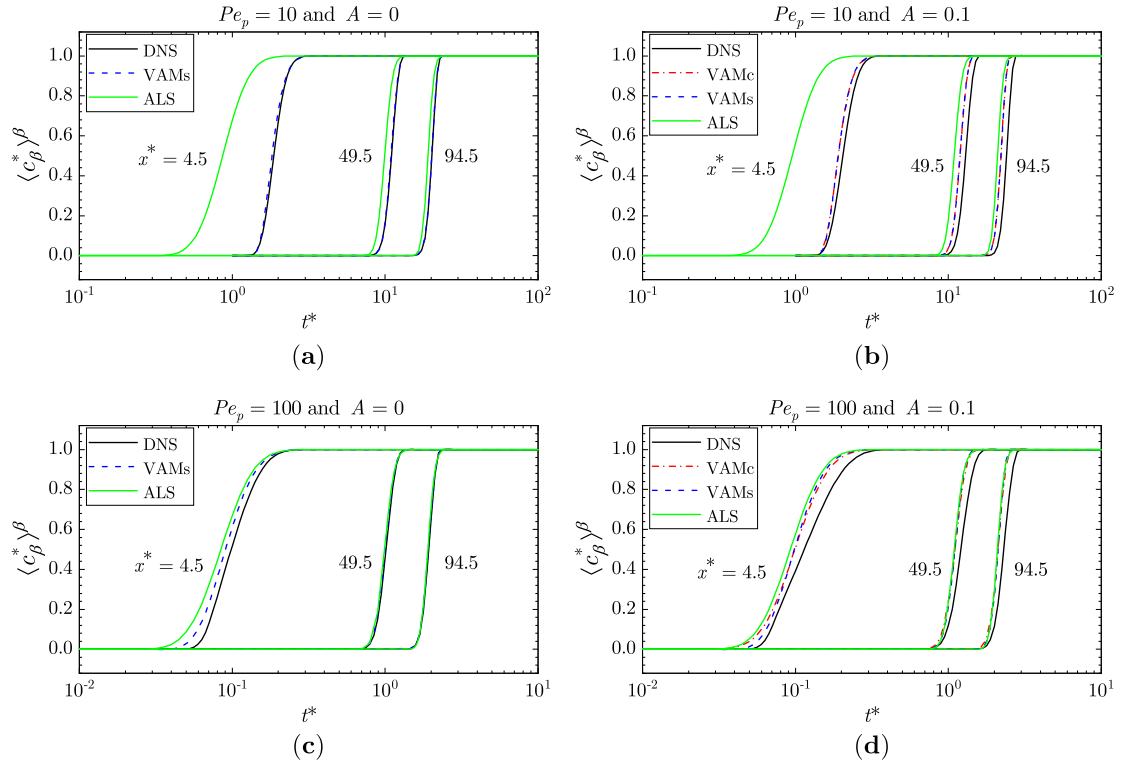 Pe_p = 10 and A = 0
DNS
VAMs
ALS
x* = 4.5
49.5
94.5
⟨c*_β⟩^β
1.0
0.8
0.6
0.4
0.2
0.0
10^-1
10^0
10^1
10^2
t*
(a)
Pe_p = 10 and A = 0.1
DNS
VAMc
VAMs
ALS
x* = 4.5
49.5
94.5
⟨c*_β⟩^β
1.0
0.8
0.6
0.4
0.2
0.0
10^-1
10^0
10^1
10^2
t*
(b)
Pe_p = 100 and A = 0
DNS
VAMs
ALS
x* = 4.5
49.5
94.5
⟨c*_β⟩^β
1.0
0.8
0.6
0.4
0.2
0.0
10^-2
10^-1
10^0
10^1
t*
(c)
Pe_p = 100 and A = 0.1
DNS
VAMc
VAMs
ALS
x* = 4.5
49.5
94.5
⟨c*_β⟩^β
1.0
0.8
0.6
0.4
0.2
0.0
10^-2
10^-1
10^0
10^1
t*
(d)